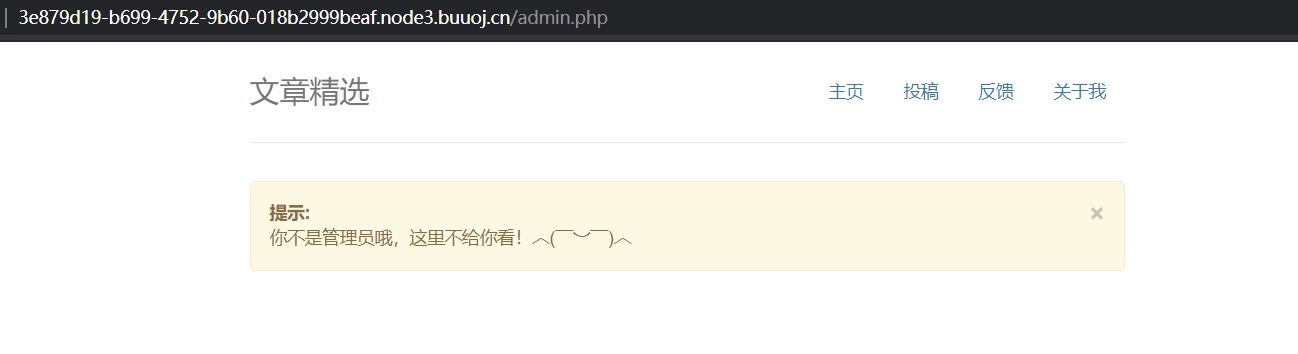 3e879d19-b699-4752-9b60-018b2999beaf.node3.buuoj.cn/admin.php
文章精选
主页 投稿 反馈 关于我
提示:
×
你不是管理员哦，这里不给你看！︿(￣︶￣)︿